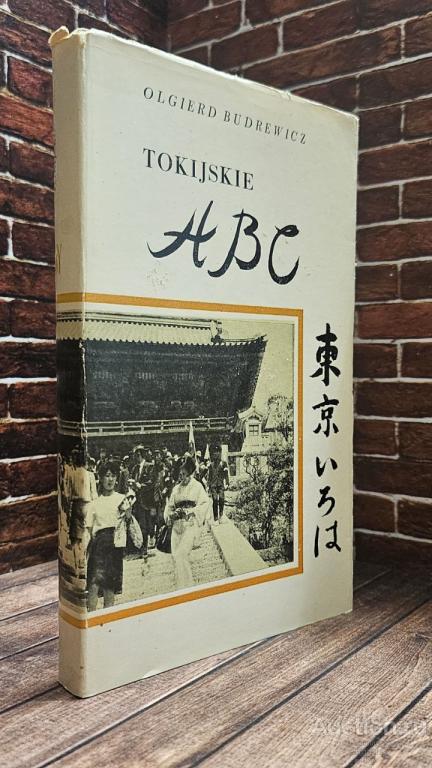 OLGIERD BUDREWICZ
TOKIJSKIE
ABC
東京いろは